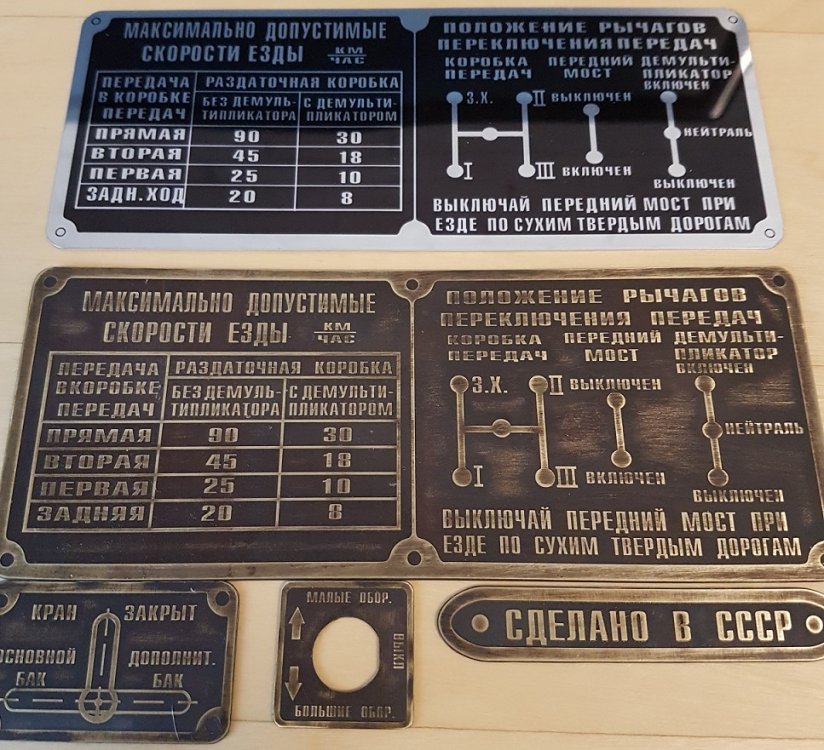 МАКСИМАЛЬНО ДОПУСТИМЫЕ
СКОРОСТИ ЕЗДЫ КМ/ЧАС
ПЕРЕДАЧА В КОРОБКЕ ПЕРЕДАЧ
РАЗДАТОЧНАЯ КОРОБКА
БЕЗ ДЕМУЛЬ-
ТИПЛИКАТОРА
С ДЕМУЛЬТИ-
ПЛИКАТОРОМ
ПРЯМАЯ 90 30
ВТОРАЯ 45 18
ПЕРВАЯ 25 10
ЗАДН. ХОД 20 8
ПОЛОЖЕНИЕ РЫЧАГОВ
ПЕРЕКЛЮЧЕНИЯ ПЕРЕДАЧ
КОРОБКА ПЕРЕДАЧ
ПЕРЕДНИЙ МОСТ
ДЕМУЛЬТИ-
ПЛИКАТОР
ВКЛЮЧЕН
З.Х. II ВЫКЛЮЧЕН
НЕЙТРАЛЬ
I III ВКЛЮЧЕН
ВЫКЛЮЧЕН
ВЫКЛЮЧАЙ ПЕРЕДНИЙ МОСТ ПРИ
ЕЗДЕ ПО СУХИМ ТВЕРДЫМ ДОРОГАМ
МАКСИМАЛЬНО ДОПУСТИМЫЕ
СКОРОСТИ ЕЗДЫ КМ/ЧАС
ПЕРЕДАЧА В КОРОБКЕ ПЕРЕДАЧ
РАЗДАТОЧНАЯ КОРОБКА
БЕЗ ДЕМУЛЬ-
ТИПЛИКАТОРА
С ДЕМУЛЬТИ-
ПЛИКАТОРОМ
ПРЯМАЯ 90 30
ВТОРАЯ 45 18
ПЕРВАЯ 25 10
ЗАДНЯЯ 20 8
ПОЛОЖЕНИЕ РЫЧАГОВ
ПЕРЕКЛЮЧЕНИЯ ПЕРЕДАЧ
КОРОБКА ПЕРЕДАЧ
ПЕРЕДНИЙ МОСТ
ДЕМУЛЬТИ-
ПЛИКАТОР
ВКЛЮЧЕН
З.Х. II ВЫКЛЮЧЕН
НЕЙТРАЛЬ
I III ВКЛЮЧЕН
ВЫКЛЮЧЕН
ВЫКЛЮЧАЙ ПЕРЕДНИЙ МОСТ ПРИ
ЕЗДЕ ПО СУХИМ ТВЕРДЫМ ДОРОГАМ
КРАН ЗАКРЫТ
ОСНОВНОЙ БАК
ДОПОЛНИТ. БАК
МАЛЫЕ ОБОР.
ВЫКЛ
БОЛЬШИЕ ОБОР.
СДЕЛАНО В СССР